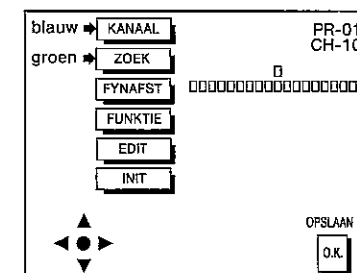 blauw KANAAL PR-01
groen ZOEK CH-10
FYNAFST
FUNKTIE
EDIT
INIT
OPSLAAN
O.K.